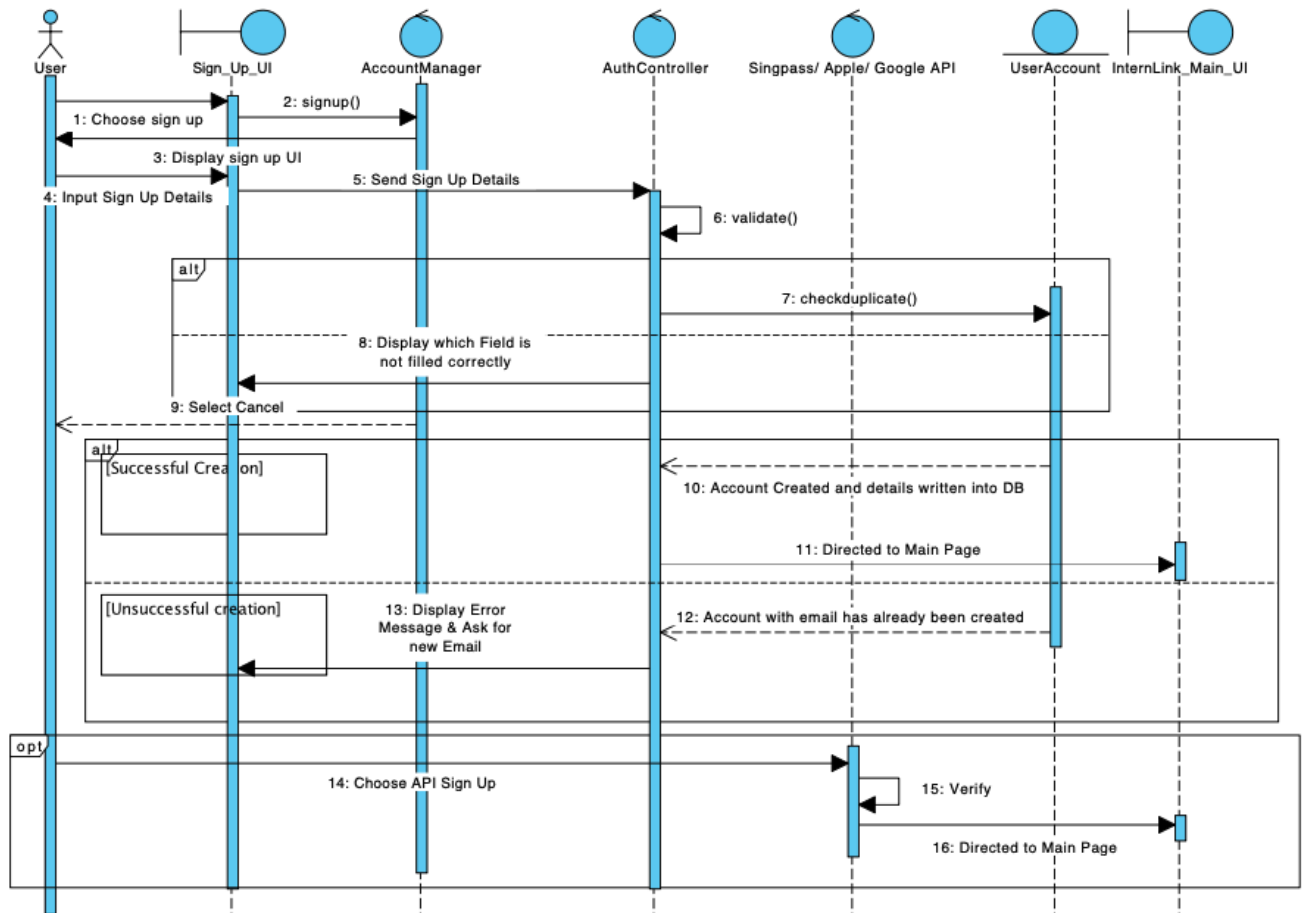 User
Sign_Up_UI
AccountManager
AuthController
Singpass/ Apple/ Google API
UserAccount
InternLink_Main_UI
2: signup()
1: Choose sign up
3: Display sign up UI
4: Input Sign Up Details
5: Send Sign Up Details
6: validate()
alt
7: checkduplicate()
8: Display which Field is
not filled correctly
9: Select Cancel
alt
[Successful Creation]
10: Account Created and details written into DB
11: Directed to Main Page
[Unsuccessful creation]
13: Display Error
Message & Ask for
new Email
12: Account with email has already been created
opt
14: Choose API Sign Up
15: Verify
16: Directed to Main Page